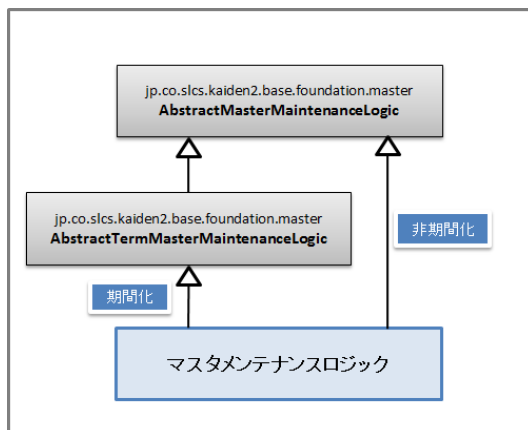 jp.co.slcs.kaiden2.base.foundation.master
AbstractMasterMaintenanceLogic
jp.co.slcs.kaiden2.base.foundation.master
AbstractTermMasterMaintenanceLogic
非期間化
期間化
マスタメンテナンスロジック